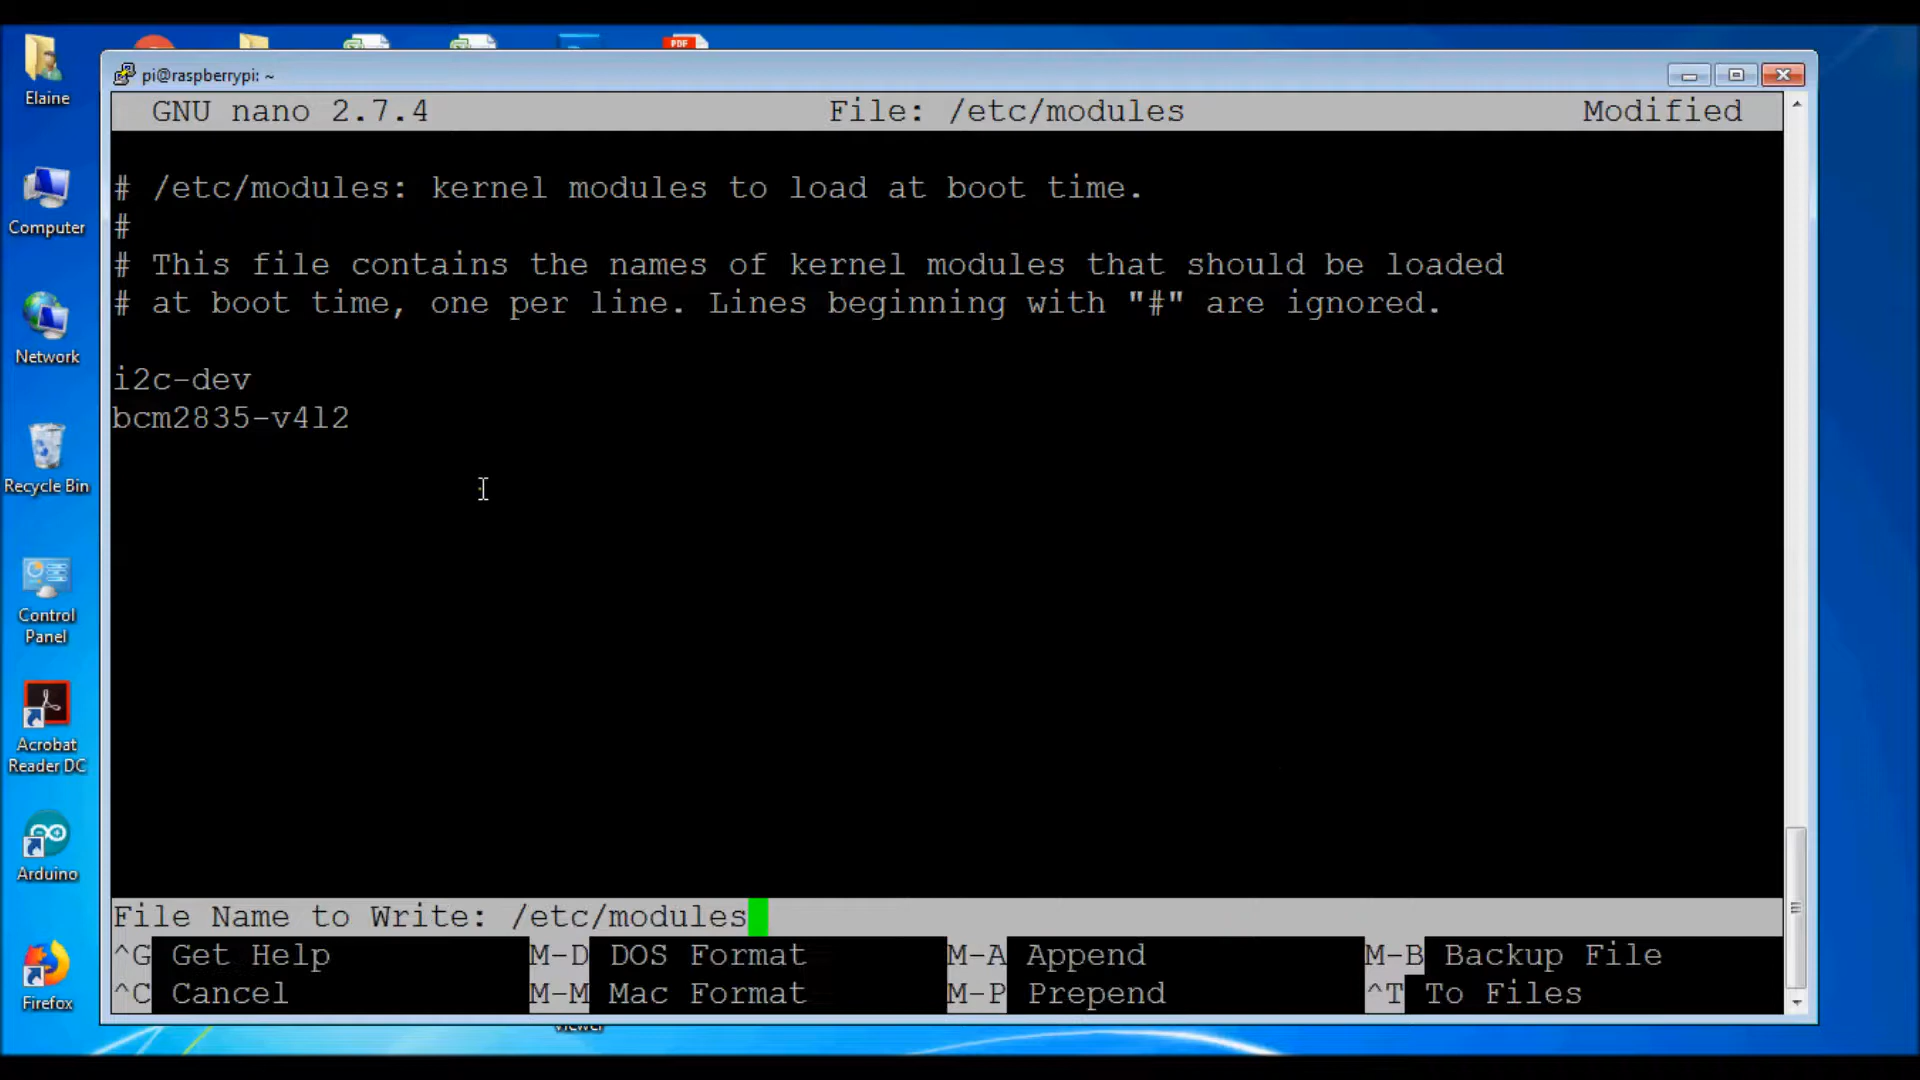 PDF
pi@raspberrypi: ~
Elaine
GNU nano 2.7.4 File: /etc/modules Modified
# /etc/modules: kernel modules to load at boot time.
#
# This file contains the names of kernel modules that should be loaded
# at boot time, one per line. Lines beginning with "#" are ignored.
i2c-dev
bcm2835-v4l2
Computer
Network
Recycle Bin
Control
Panel
Acrobat
Reader DC
Arduino
Firefox
File Name to Write: /etc/modules
^G Get Help M-D DOS Format M-A Append M-B Backup File
^C Cancel M-M Mac Format M-P Prepend ^T To Files